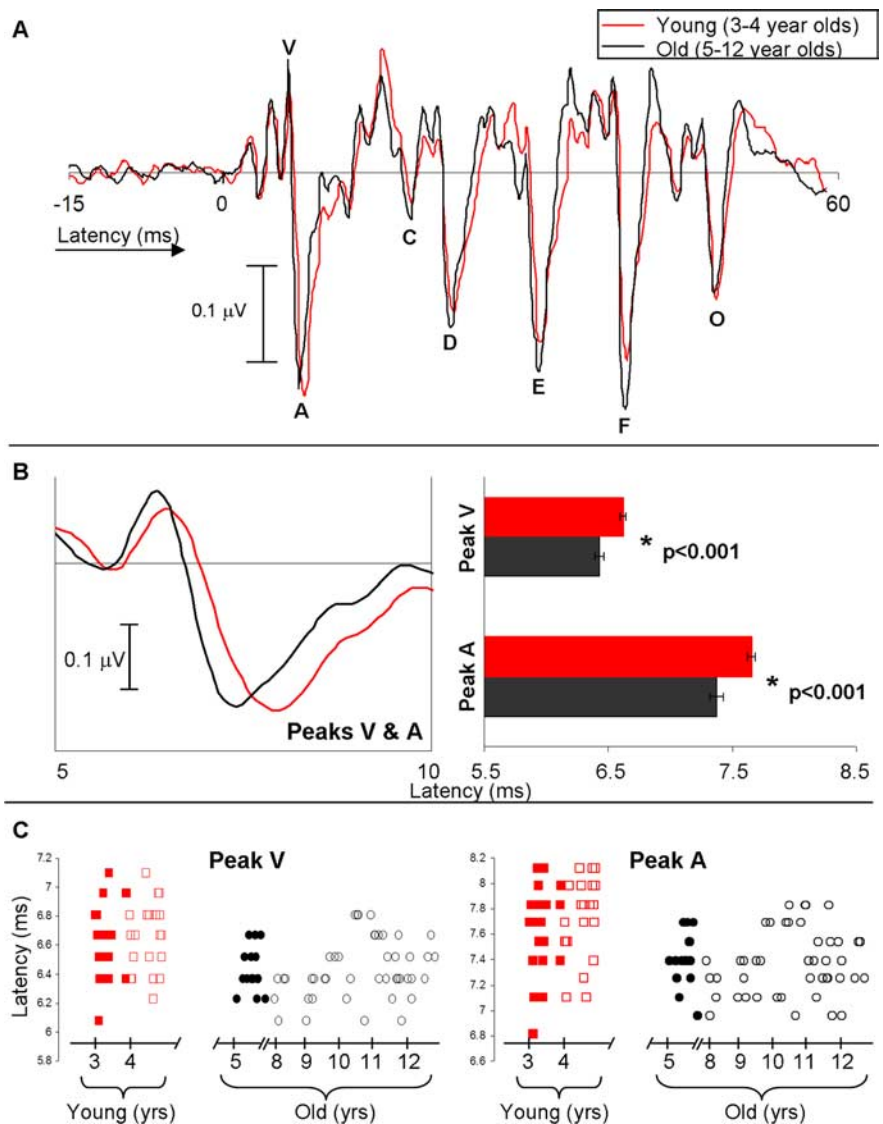 A
Young (3-4 year olds)
Old (5-12 year olds)
V
-15
0
60
Latency (ms)
C
0.1 µV
D
O
E
A
F
B
0.1 µV
Peaks V & A
5
10
Peak V
* p<0.001
Peak A
* p<0.001
5.5 6.5 7.5 8.5
Latency (ms)
C
Peak V
Latency (ms)
7.2
7
6.8
6.6
6.4
6.2
6
5.8
3 4
5 8 9 10 11 12
Young (yrs)
Old (yrs)
Peak A
8.2
8
7.8
7.6
7.4
7.2
7
6.8
6.6
3 4
5 8 9 10 11 12
Young (yrs)
Old (yrs)